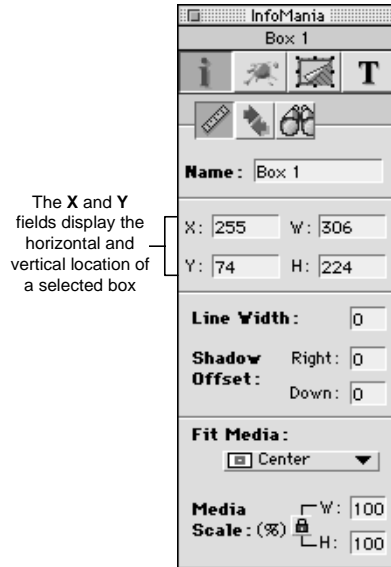 InfoMania
Box 1
i T
Name: Box 1
The X and Y
fields display the
horizontal and
vertical location of
a selected box
X: 255 W: 306
Y: 74 H: 224
Line Width: 0
Shadow Offset:
Right: 0
Down: 0
Fit Media:
Center
Media
Scale: (%)
W: 100
H: 100